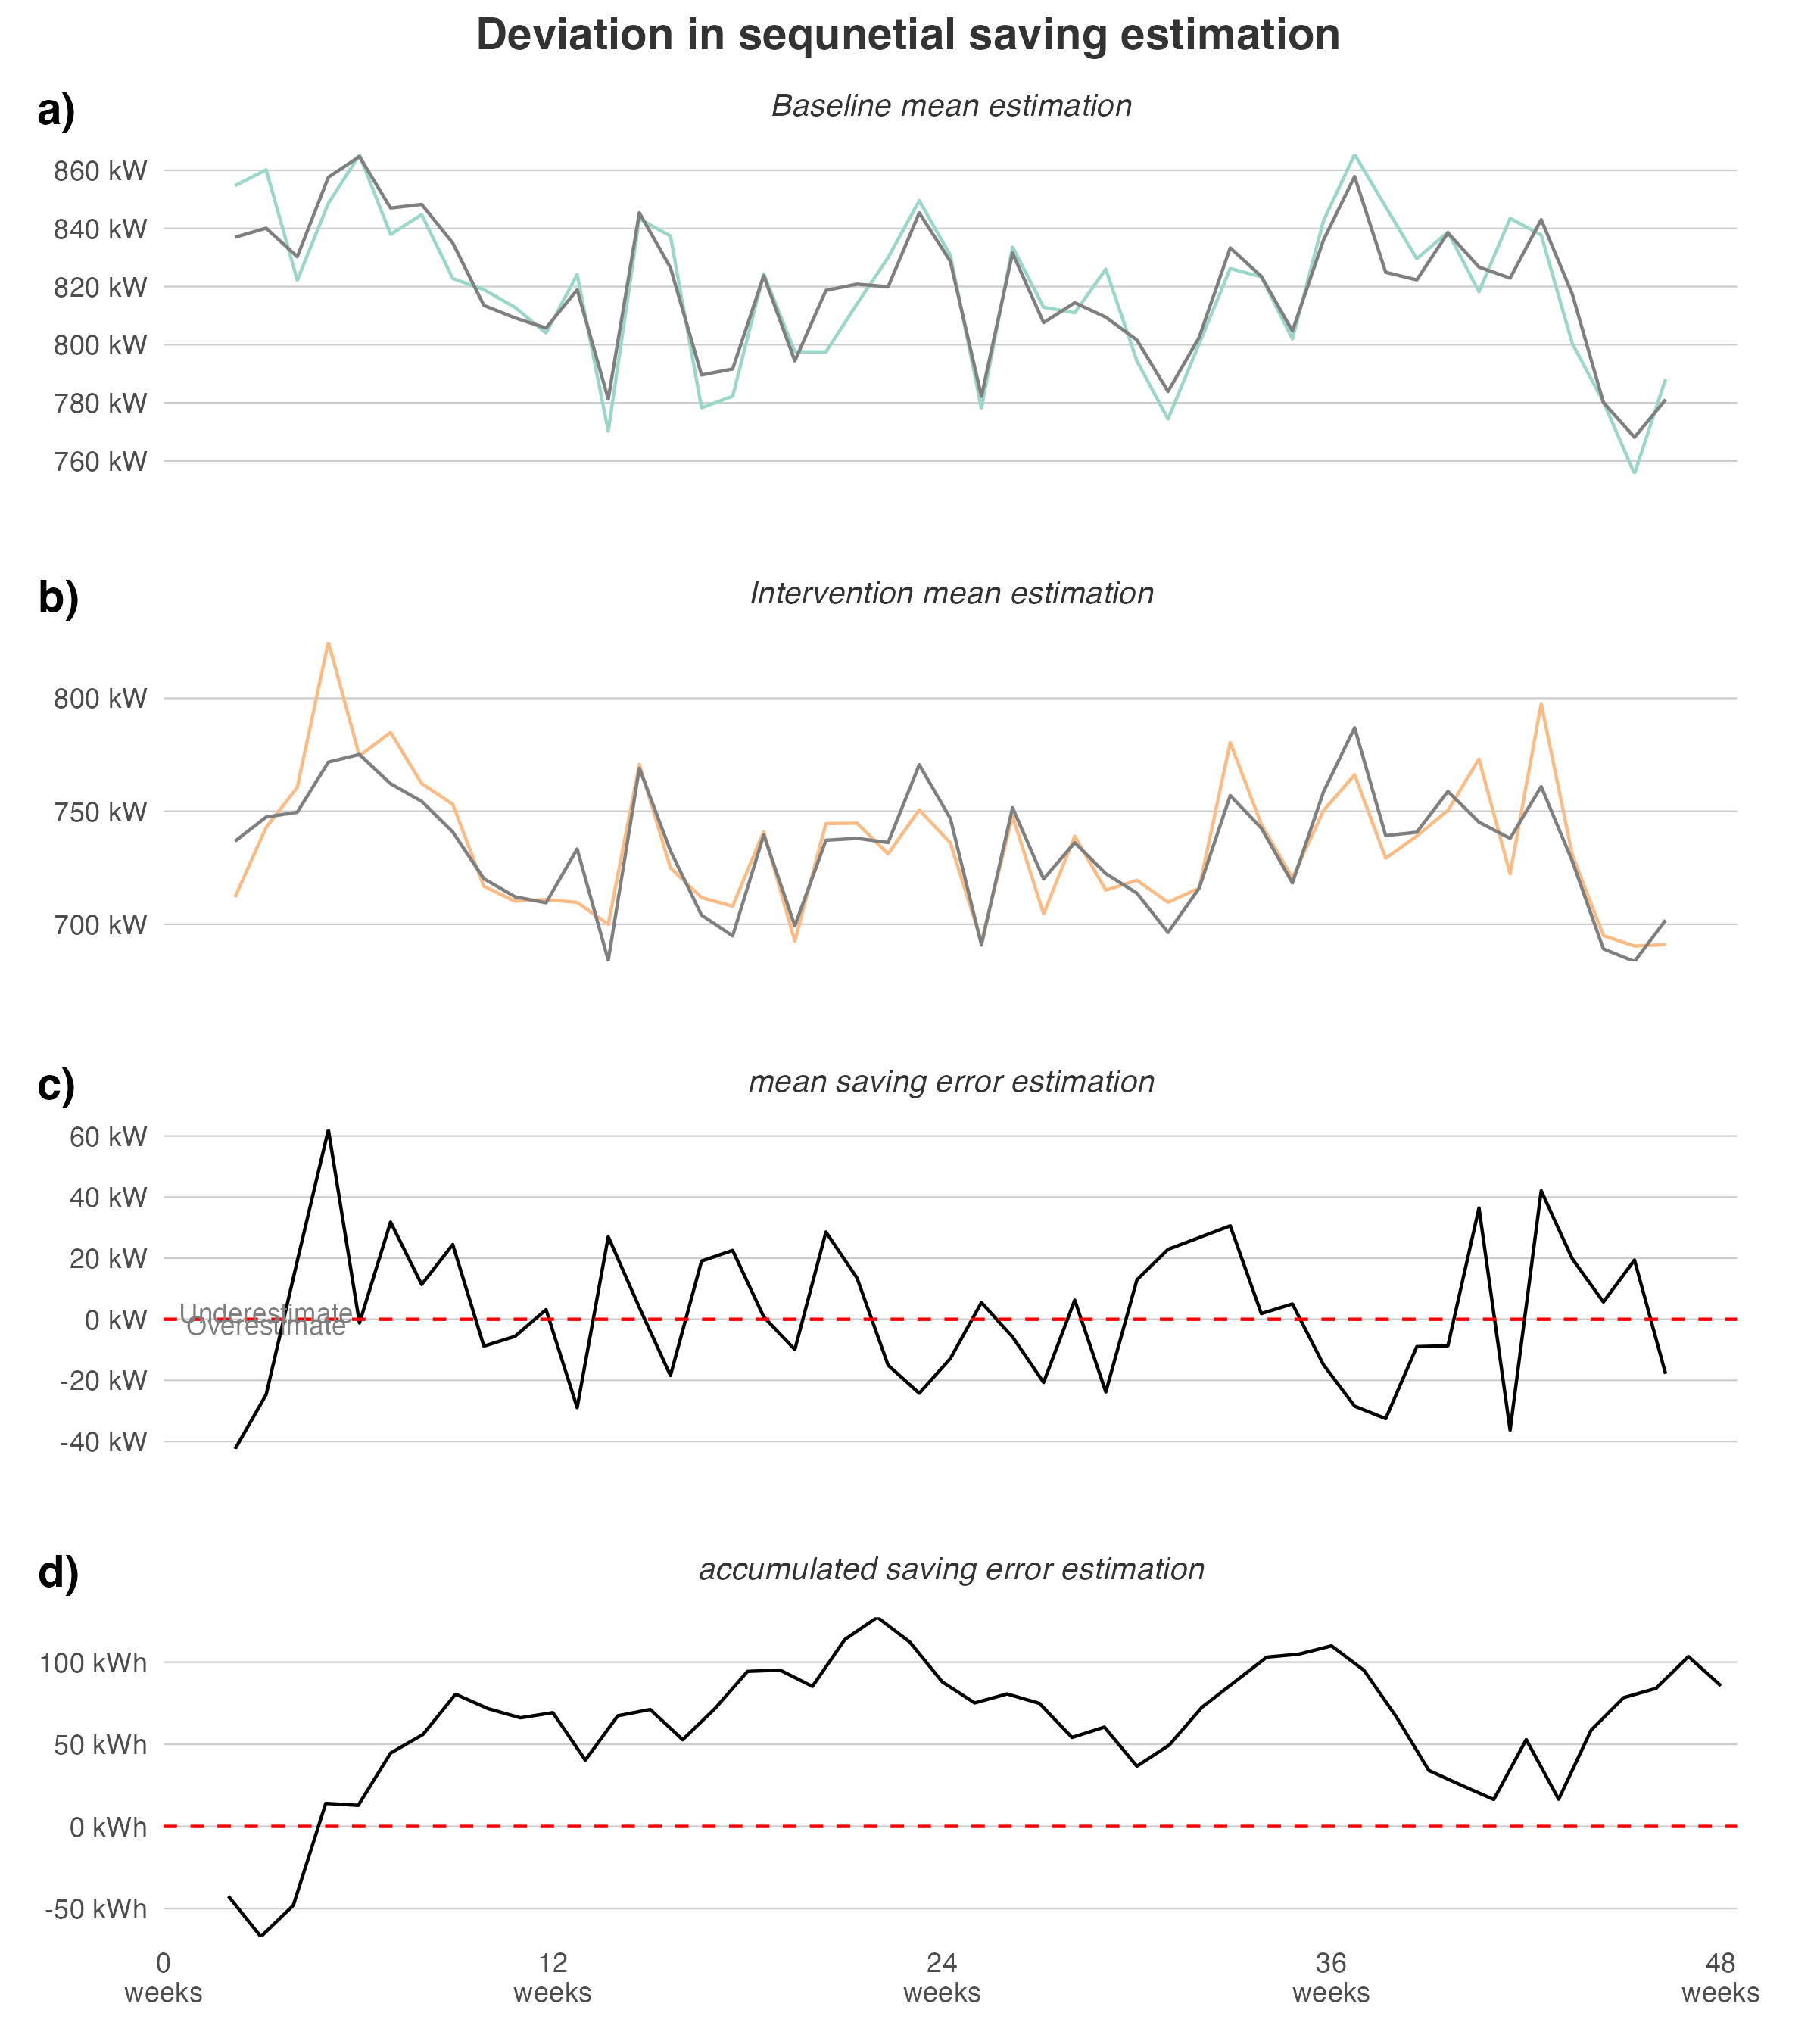 Deviation in sequnetial saving estimation
a)
Baseline mean estimation
860 kW
840 kW
820 kW
800 kW
780 kW
760 kW
b)
Intervention mean estimation
800 kW
750 kW
700 kW
c)
mean saving error estimation
60 kW
40 kW
20 kW
Underestimate
0 kW
Overestimate
-20 kW
-40 kW
d)
accumulated saving error estimation
100 kWh
50 kWh
0 kWh
-50 kWh
0 12 24 36 48
weeks weeks weeks weeks weeks